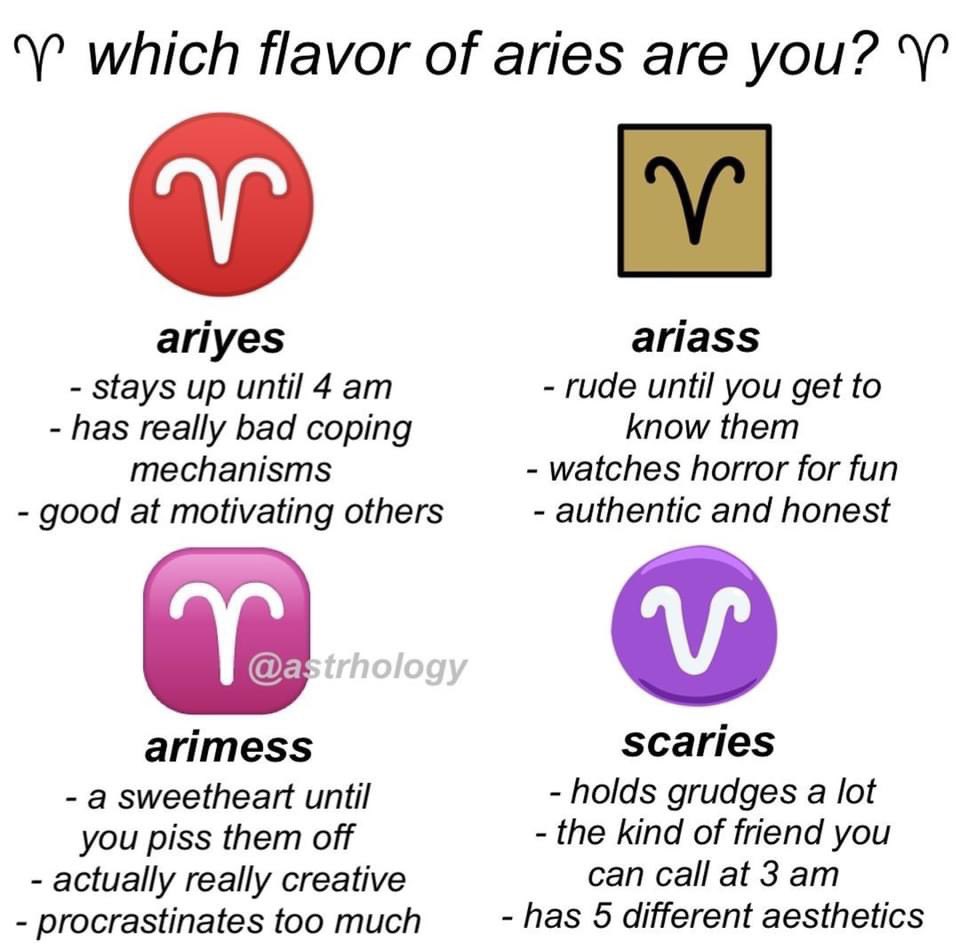 ♈︎ which flavor of aries are you? ♈︎
ariyes
- stays up until 4 am
- has really bad coping
mechanisms
- good at motivating others
ariass
- rude until you get to
know them
- watches horror for fun
- authentic and honest
@astrhology
arimess
- a sweetheart until
you piss them off
- actually really creative
- procrastinates too much
scaries
- holds grudges a lot
- the kind of friend you
can call at 3 am
- has 5 different aesthetics